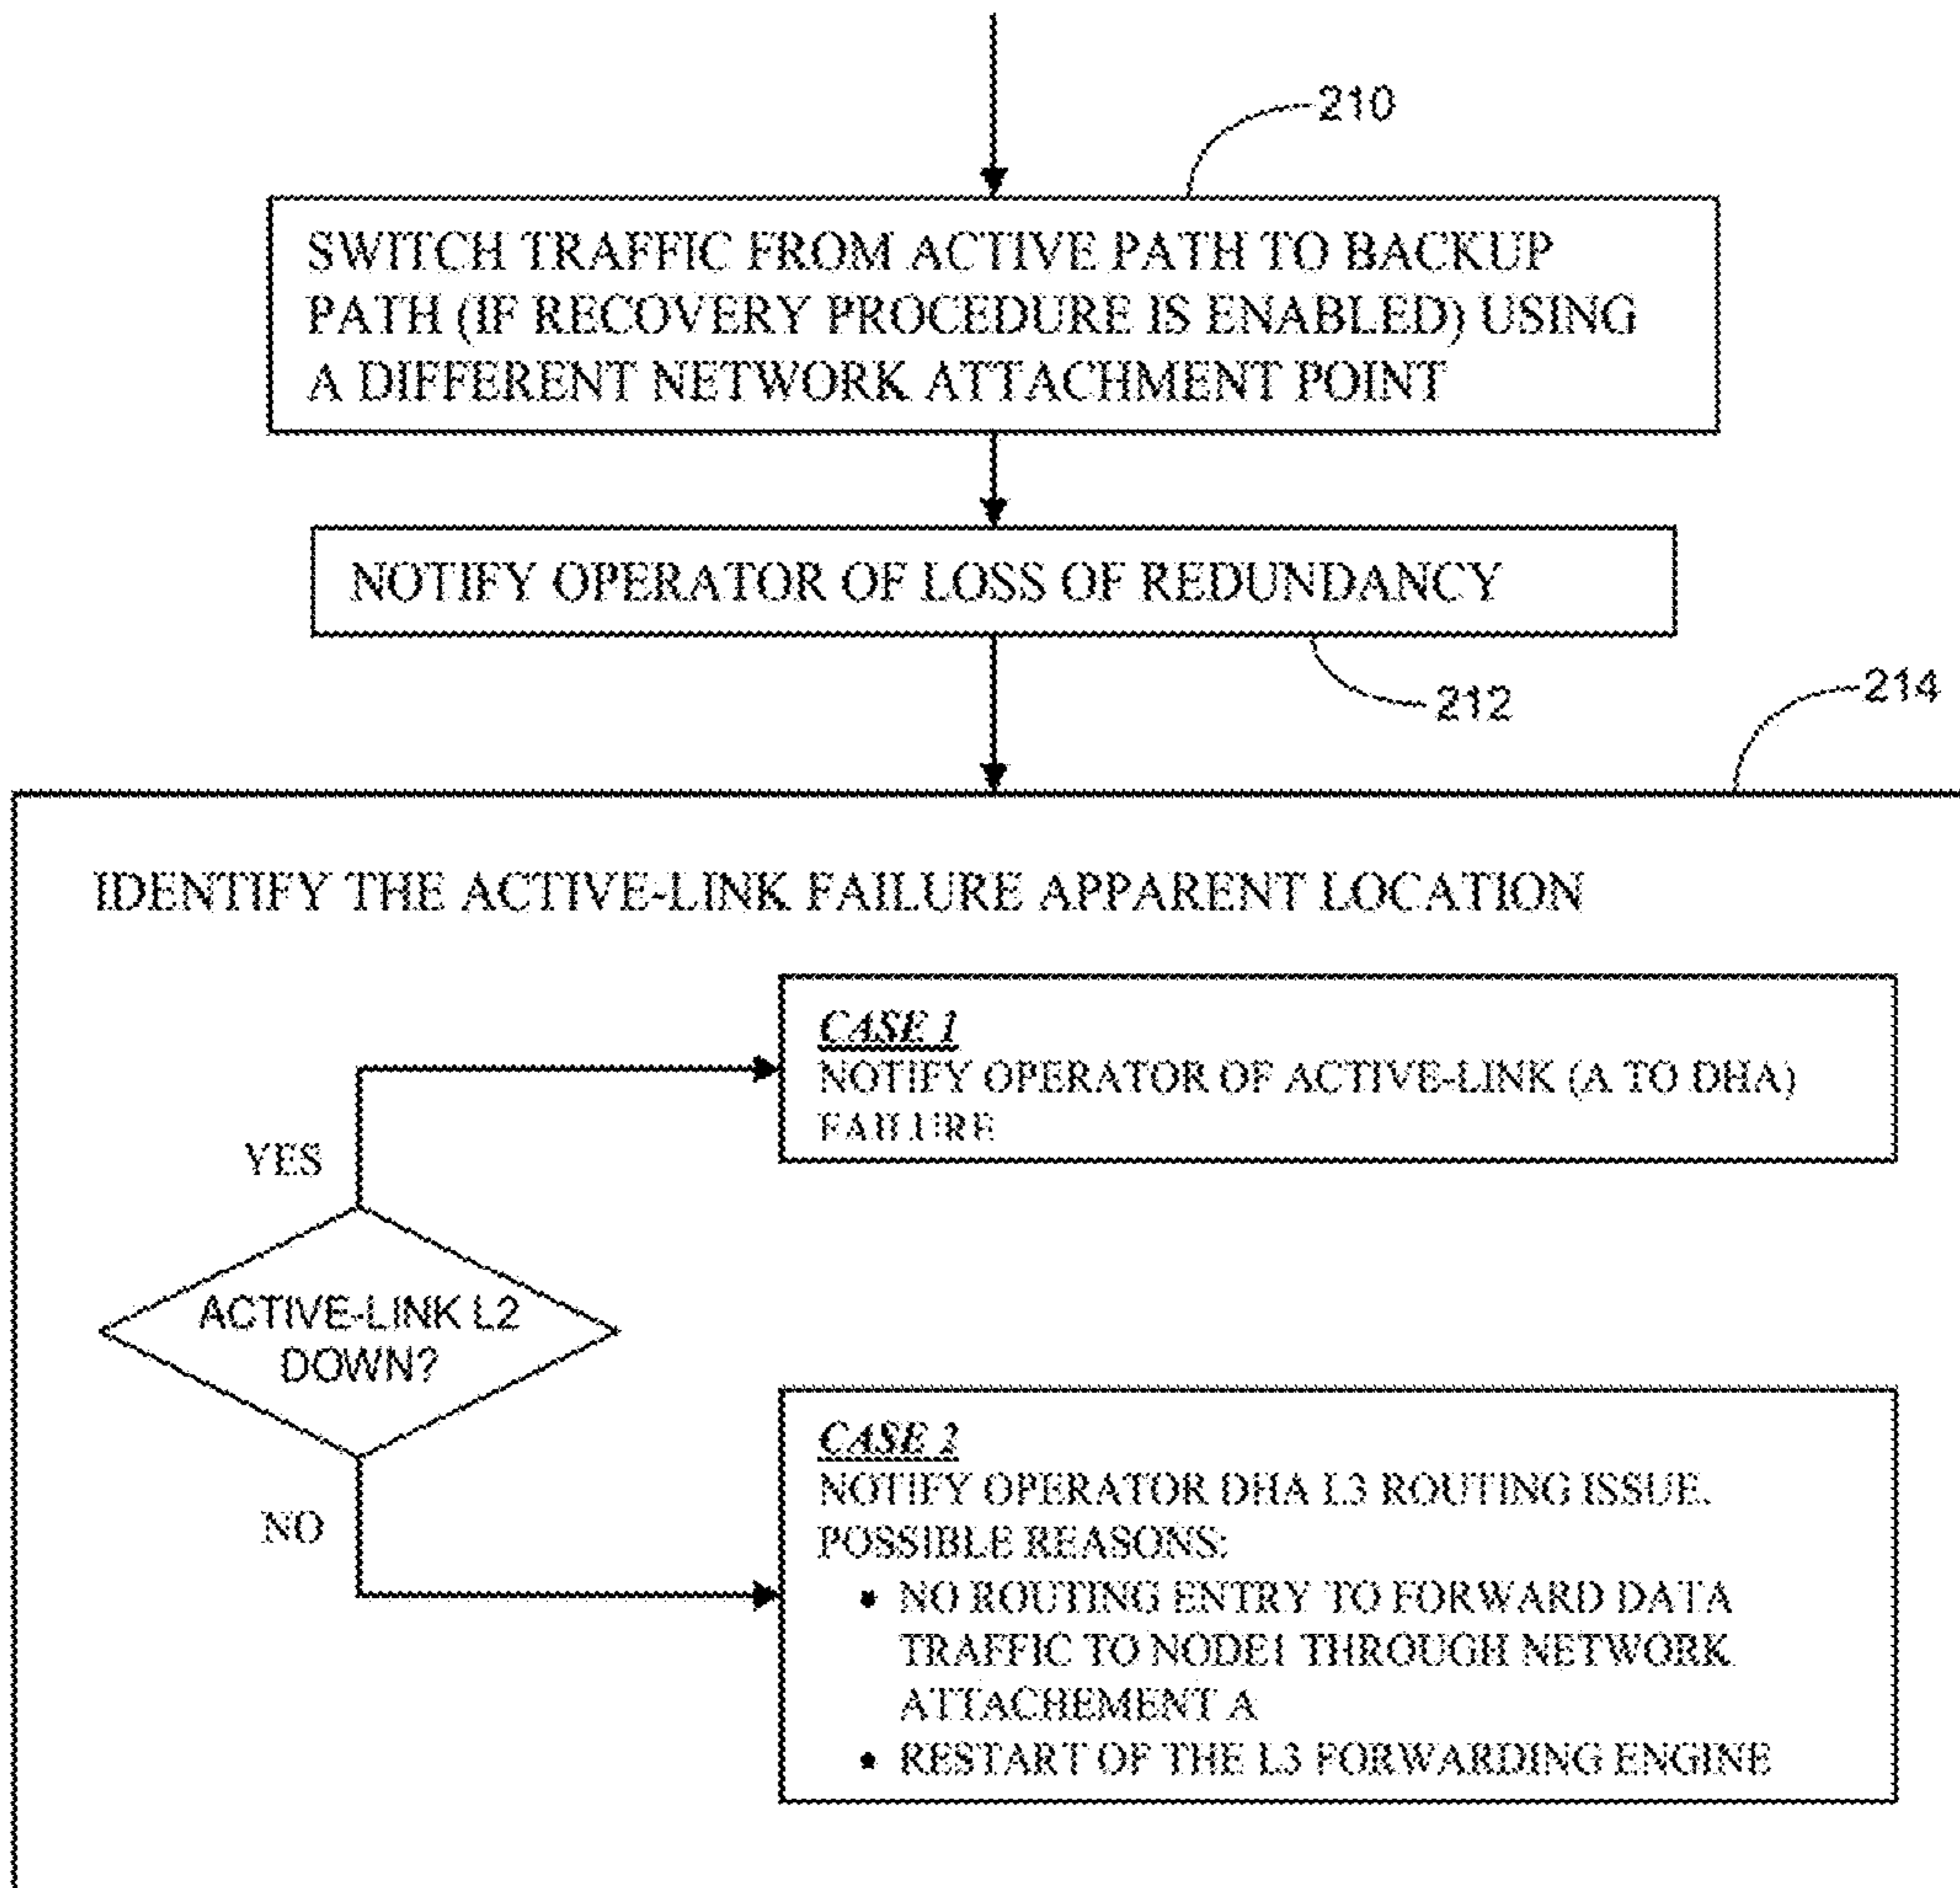 210
SWITCH TRAFFIC FROM ACTIVE PATH TO BACKUP
PATH (IF RECOVERY PROCEDURE IS ENABLED) USING
A DIFFERENT NETWORK ATTACHMENT POINT
NOTIFY OPERATOR OF LOSS OF REDUNDANCY
212
214
IDENTIFY THE ACTIVE-LINK FAILURE APPARENT LOCATION
CASE 1
NOTIFY OPERATOR OF ACTIVE-LINK (A TO DHA)
FAILURE
YES
ACTIVE-LINK L2
DOWN?
NO
CASE 2
NOTIFY OPERATOR DHA L3 ROUTING ISSUE.
POSSIBLE REASONS:
• NO ROUTING ENTRY TO FORWARD DATA
TRAFFIC TO NODE1 THROUGH NETWORK
ATTACHEMENT A
• RESTART OF THE L3 FORWARDING ENGINE